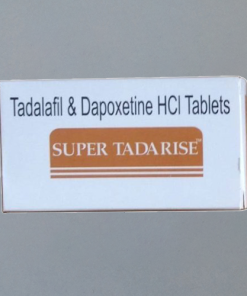 Tadalafil & Dapoxetine HCl Tablets
SUPER TADARISE